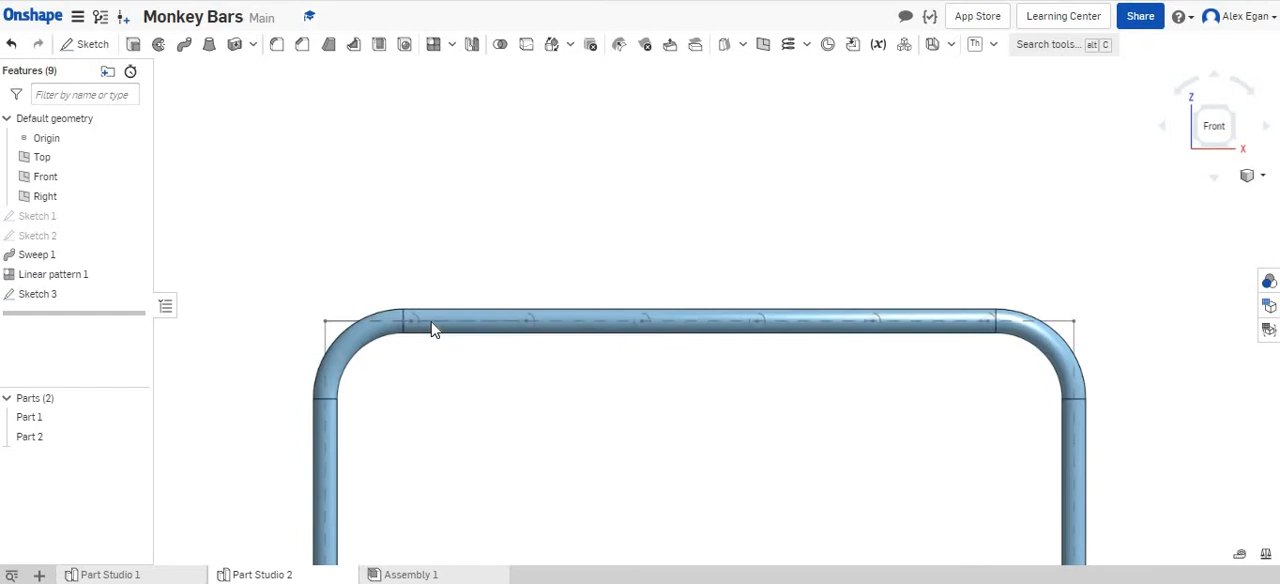 Onshape Monkey Bars Main App Store Learning Center Share Alex Egan
Sketch Th Search tools... alt C
Features (9)
Filter by name or type
Default geometry
Origin
Top
Front
Right
Sketch 1
Sketch 2
Sweep 1
Linear pattern 1
Sketch 3
Parts (2)
Part 1
Part 2
Z
Front
X
Part Studio 1 Part Studio 2 Assembly 1